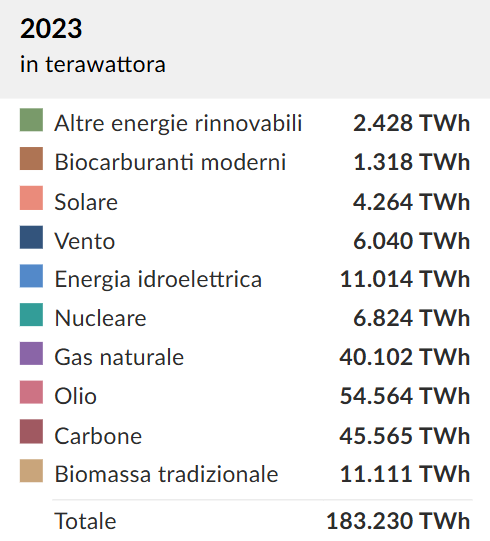 2023
in terawattora
Altre energie rinnovabili 2.428 TWh
Biocarburanti moderni 1.318 TWh
Solare 4.264 TWh
Vento 6.040 TWh
Energia idroelettrica 11.014 TWh
Nucleare 6.824 TWh
Gas naturale 40.102 TWh
Olio 54.564 TWh
Carbone 45.565 TWh
Biomassa tradizionale 11.111 TWh
Totale 183.230 TWh